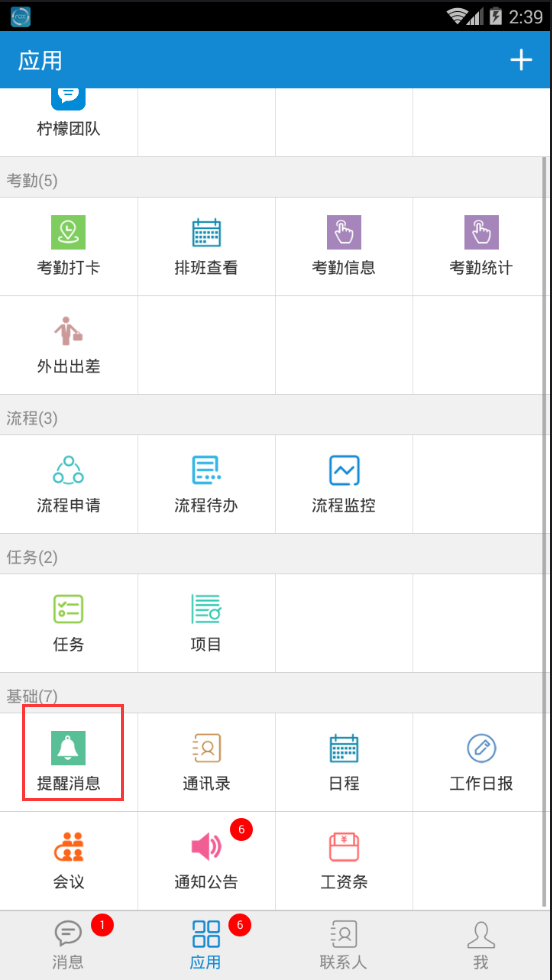 2:39
应用
柠檬团队
考勤(5)
考勤打卡 排班查看 考勤信息 考勤统计
外出出差
流程(3)
流程申请 流程待办 流程监控
任务(2)
任务 项目
基础(7)
提醒消息 通讯录 日程 工作日报
6
会议 通知公告 工资条
1 6
消息 应用 联系人 我